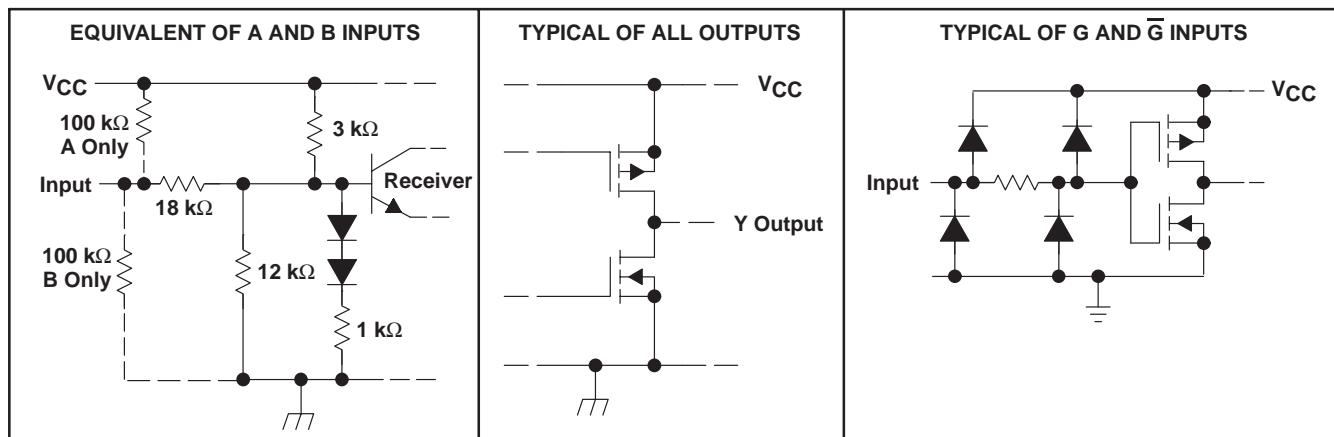 EQUIVALENT OF A AND B INPUTS
VCC
100 kΩ
A Only
3 kΩ
Input
18 kΩ
Receiver
100 kΩ
B Only
12 kΩ
1 kΩ
TYPICAL OF ALL OUTPUTS
VCC
Y Output
TYPICAL OF G AND G̅ INPUTS
VCC
Input